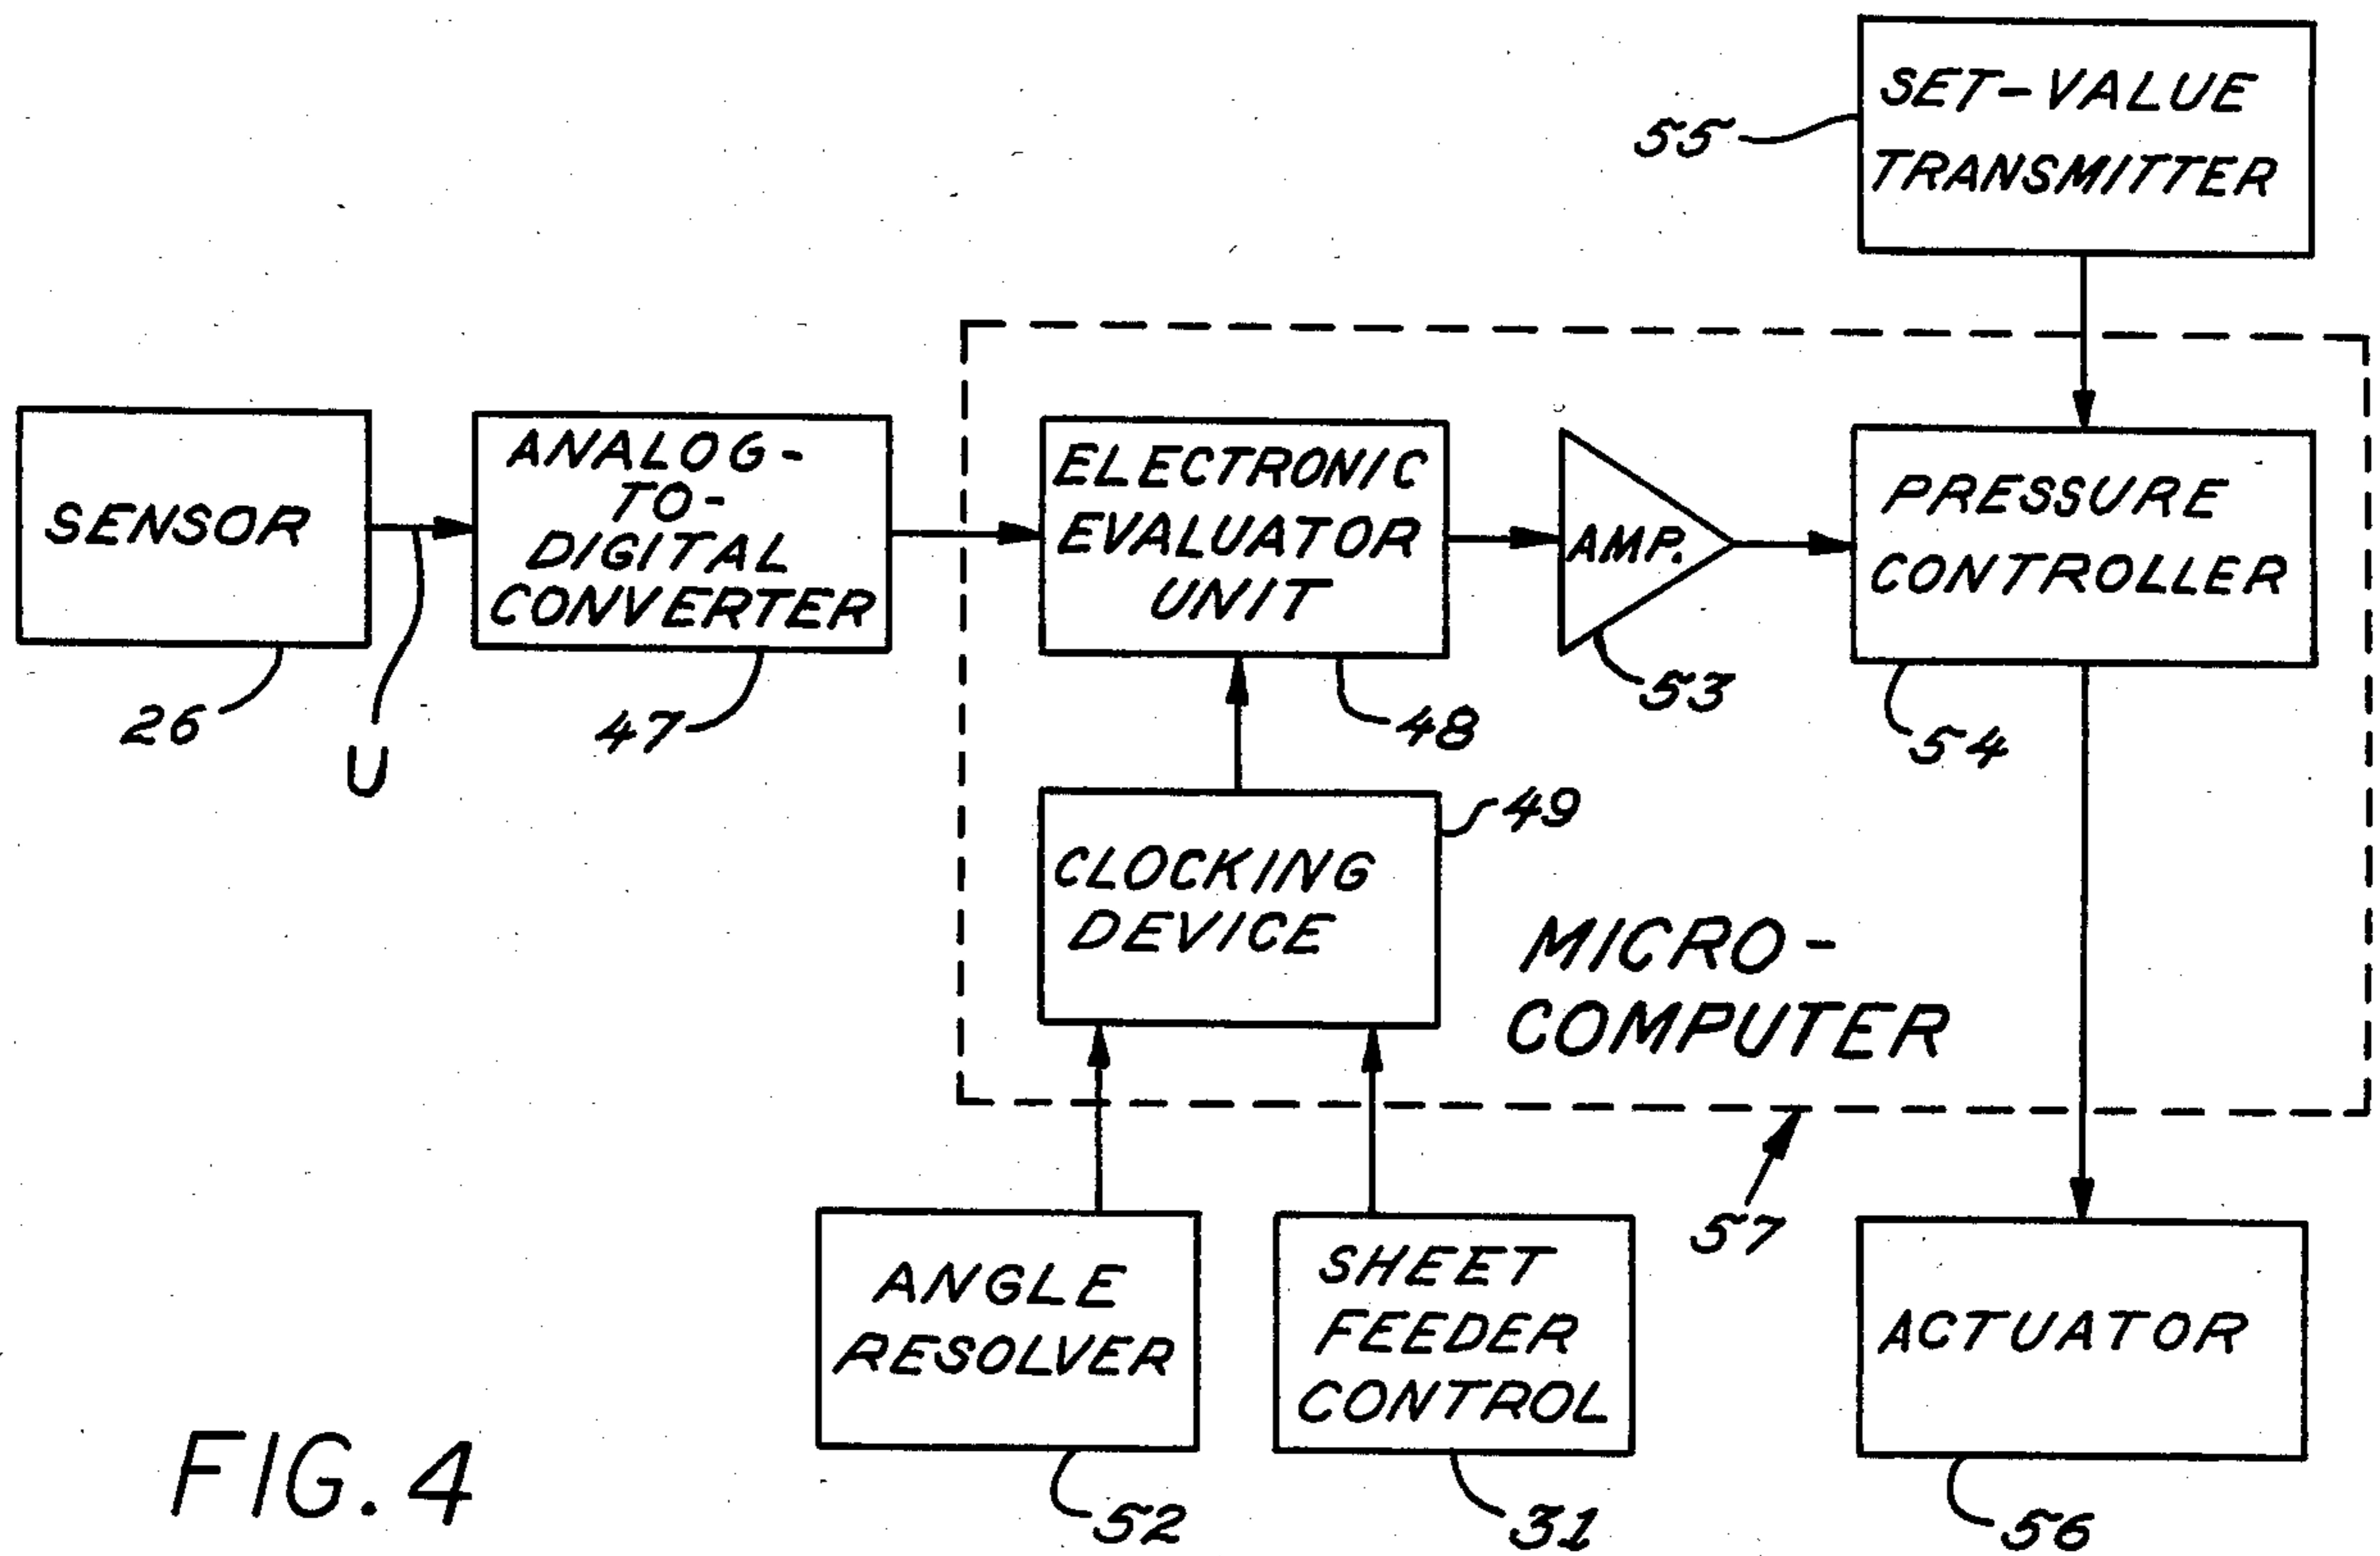 SET-VALUE
TRANSMITTER
55
SENSOR
26
U
ANALOG-
TO-
DIGITAL
CONVERTER
47
ELECTRONIC
EVALUATOR
UNIT
48
AMP.
53
PRESSURE
CONTROLLER
54
CLOCKING
DEVICE
49
MICRO-
COMPUTER
57
ANGLE
RESOLVER
52
SHEET
FEEDER
CONTROL
31
ACTUATOR
56
FIG. 4